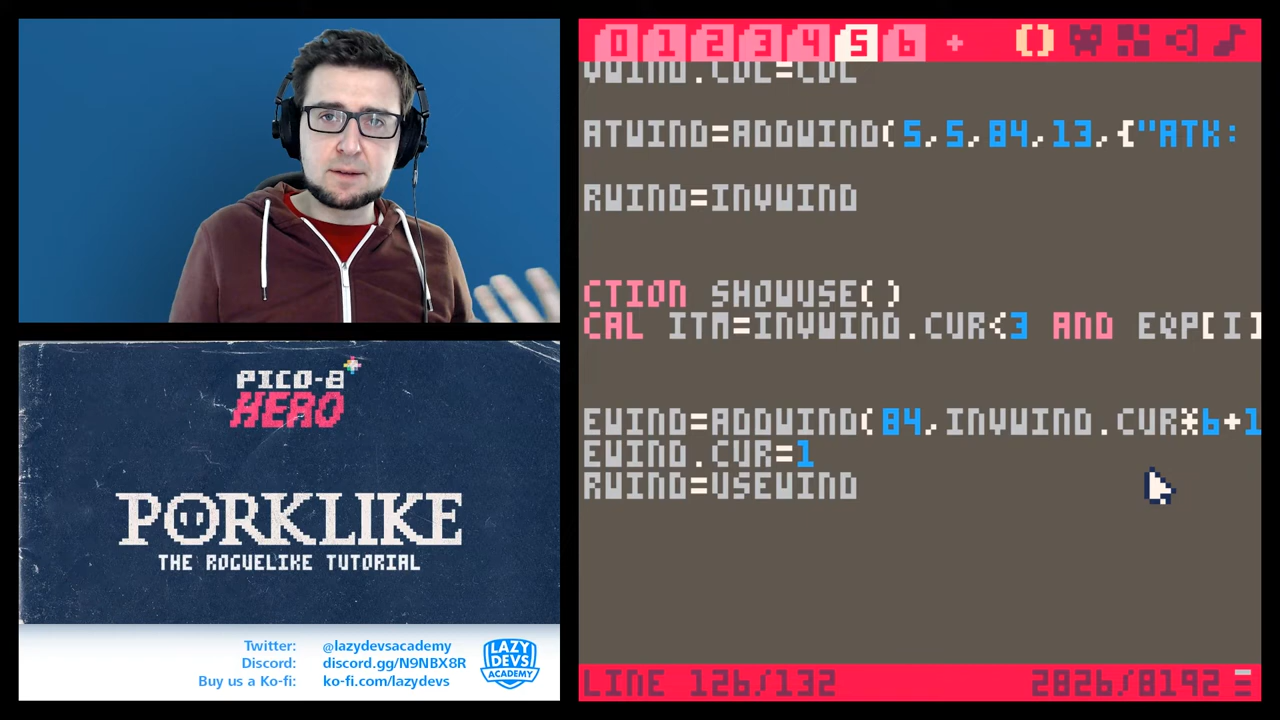 PICO-8
HERO
PORKLIKE
THE ROGUELIKE TUTORIAL
Twitter: @lazydevsacademy
Discord: discord.gg/N9NBX8R
Buy us a Ko-fi: ko-fi.com/lazydevs
LAZY
DEVS
ACADEMY
0 1 2 3 4 5 6 +
VWIND.COL=COL
ATWIND=ADDWIND(5,5,84,13,{"ATK:
RWIND=INVWIND
CTION SHOWUSE()
CAL ITM=INVWIND.CUR<3 AND EQP[I]
EWIND=ADDWIND(84,INVWIND.CUR*6+1
EWIND.CUR=1
RWIND=USEWIND
LINE 126/132
2826/8192